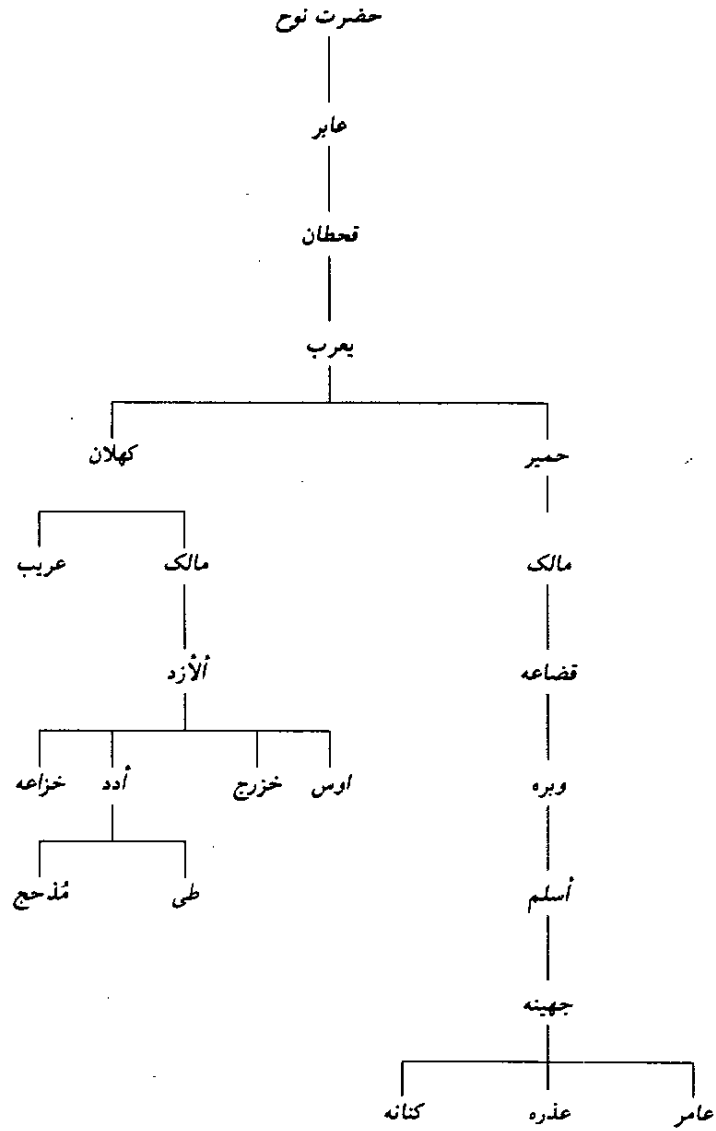 حضرت نوح
عابر
قحطان
یعرب
حمیر کهلان
مالک مالک عریب
قضاعه ألأزد
وبره اوس خزرج أدد خزاعه
أسلم طی مُذحج
جهینه
عامر عذره کنانه